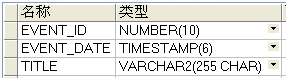 名称 类型
EVENT_ID NUMBER(10)
EVENT_DATE TIMESTAMP(6)
TITLE VARCHAR2(255 CHAR)